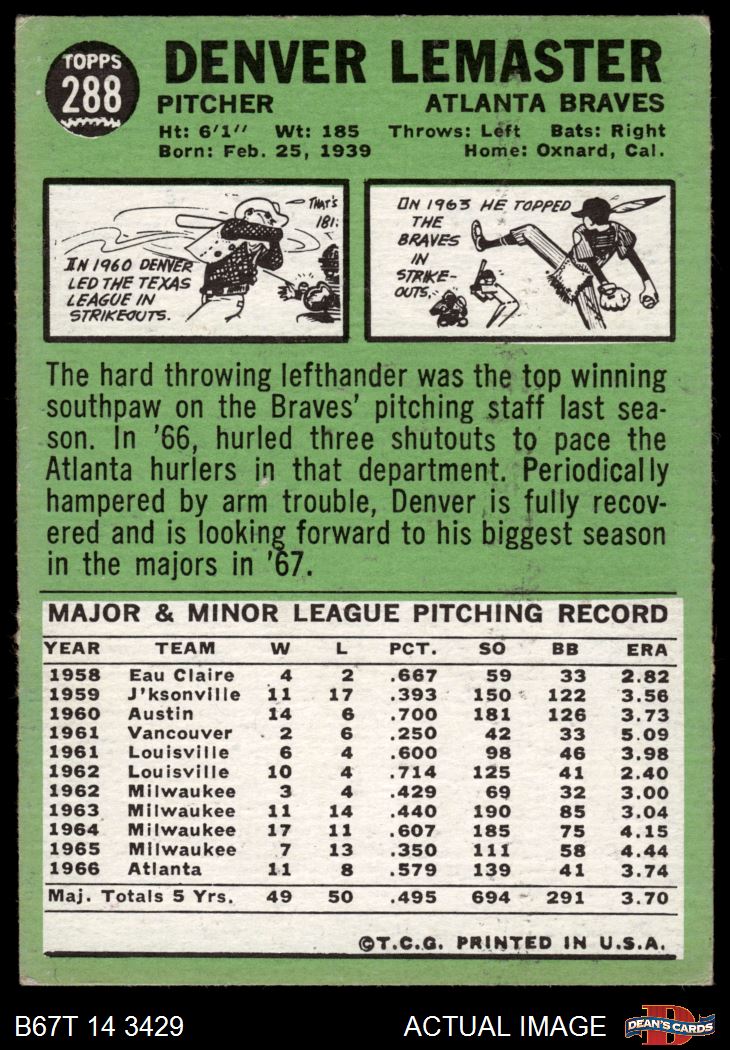 TOPPS
288
DENVER LEMASTER
PITCHER ATLANTA BRAVES
Ht: 6'1'' Wt: 185 Throws: Left Bats: Right
Born: Feb. 25, 1939 Home: Oxnard, Cal.
THAT'S
181.
IN 1960 DENVER
LED THE TEXAS
LEAGUE IN
STRIKEOUTS.
IN 1963 HE TOPPED
THE
BRAVES
IN
STRIKE-
OUTS.
The hard throwing lefthander was the top winning
southpaw on the Braves' pitching staff last sea-
son. In '66, hurled three shutouts to pace the
Atlanta hurlers in that department. Periodically
hampered by arm trouble, Denver is fully recov-
ered and is looking forward to his biggest season
in the majors in '67.
MAJOR & MINOR LEAGUE PITCHING RECORD
YEAR TEAM W L PCT. SO BB ERA
1958 Eau Claire 4 2 .667 59 33 2.82
1959 J'ksonville 11 17 .393 150 122 3.56
1960 Austin 14 6 .700 181 126 3.73
1961 Vancouver 2 6 .250 42 33 5.09
1961 Louisville 6 4 .600 98 46 3.98
1962 Louisville 10 4 .714 125 41 2.40
1962 Milwaukee 3 4 .429 69 32 3.00
1963 Milwaukee 11 14 .440 190 85 3.04
1964 Milwaukee 17 11 .607 185 75 4.15
1965 Milwaukee 7 13 .350 111 58 4.44
1966 Atlanta 11 8 .579 139 41 3.74
Maj. Totals 5 Yrs. 49 50 .495 694 291 3.70
©T.C.G. PRINTED IN U.S.A.
B67T 14 3429 ACTUAL IMAGE
D
DEAN'S CARDS